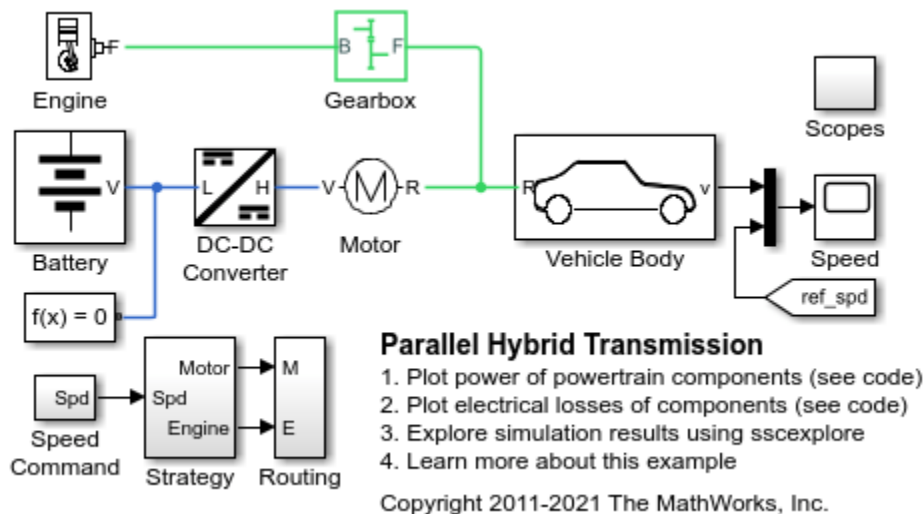 F
B
F
Engine
Gearbox
Scopes
V
L
H
V
M
R
R
v
Battery
DC-DC
Converter
Motor
Vehicle Body
Speed
ref_spd
f(x) = 0
Parallel Hybrid Transmission
1. Plot power of powertrain components (see code)
2. Plot electrical losses of components (see code)
3. Explore simulation results using sscexplore
4. Learn more about this example
Copyright 2011-2021 The MathWorks, Inc.
Spd
Speed
Command
Motor
Spd
Engine
Strategy
M
E
Routing